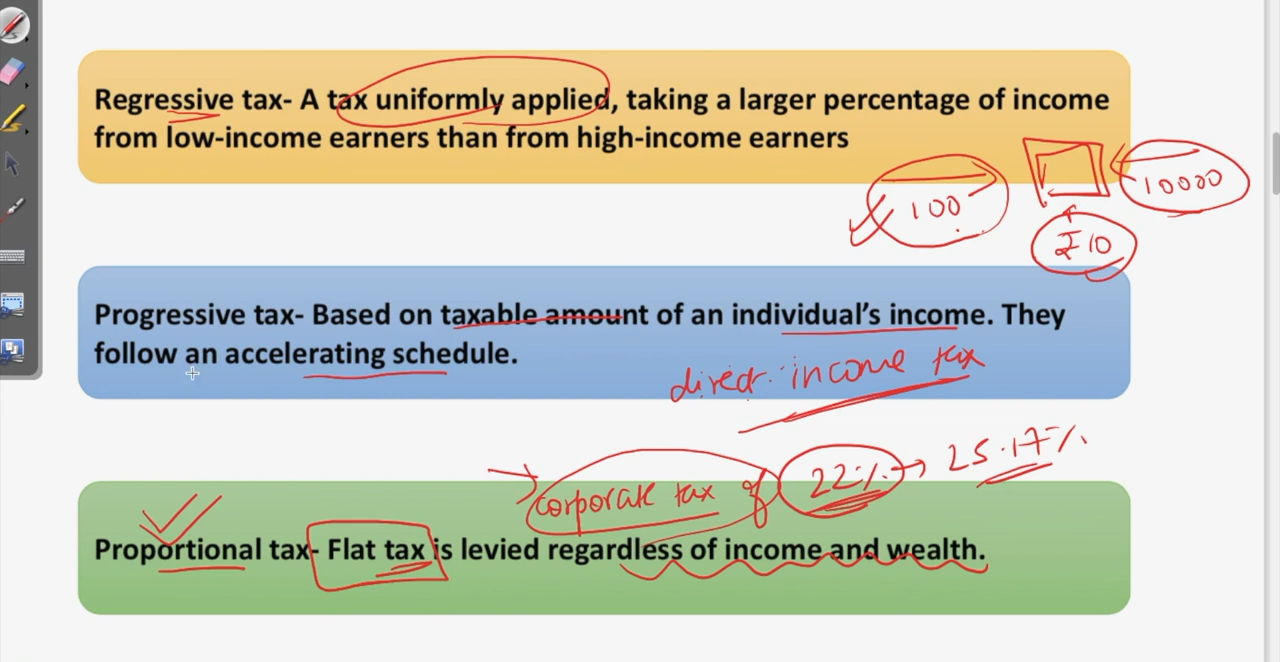 Regressive tax- A tax uniformly applied, taking a larger percentage of income
from low-income earners than from high-income earners
100
10000
₹10
Progressive tax- Based on taxable amount of an individual's income. They
follow an accelerating schedule.
direct income tax
corporate tax of 22% → 25.17%
Proportional tax- Flat tax is levied regardless of income and wealth.